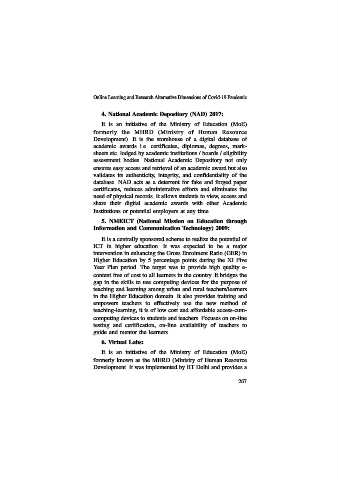 Online Learning and Research Alternative Dimensions of Covid-19 Pandemic
4. National Academic Depository (NAD) 2017:
It is an initiative of the Ministry of Education (MoE)
formerly the MHRD (Ministry of Human Resource
Development) It is the storehouse of a digital database of
academic awards i.e certificates, diplomas, degrees, mark-
sheets etc lodged by academic institutions / boards / eligibility
assessment bodies National Academic Depository not only
ensures easy access and retrieval of an academic award but also
validates its authenticity, integrity, and confidentiality of the
database NAD acts as a deterrent for fake and forged paper
certificates, reduces administrative efforts and eliminates the
need of physical records It allows students to view, access and
share their digital academic awards with other Academic
Institutions or potential employers at any time
5. NMEICT (National Mission on Education through
Information and Communication Technology) 2009:
It is a centrally sponsored scheme to realize the potential of
ICT in higher education It was expected to be a major
intervention in enhancing the Gross Enrolment Ratio (GER) in
Higher Education by 5 percentage points during the XI Five
Year Plan period The target was to provide high quality e-
content free of cost to all learners in the country It bridges the
gap in the skills to use computing devices for the purpose of
teaching and learning among urban and rural teachers/learners
in the Higher Education domain It also provides training and
empowers teachers to effectively use the new method of
teaching-learning, it is of low cost and affordable access-cum-
computing devices to students and teachers Focuses on on-line
testing and certification, on-line availability of teachers to
guide and mentor the learners
6. Virtual Labs:
It is an initiative of the Ministry of Education (MoE)
formerly known as the MHRD (Ministry of Human Resource
Development It was implemented by IIT Delhi and provides a
267